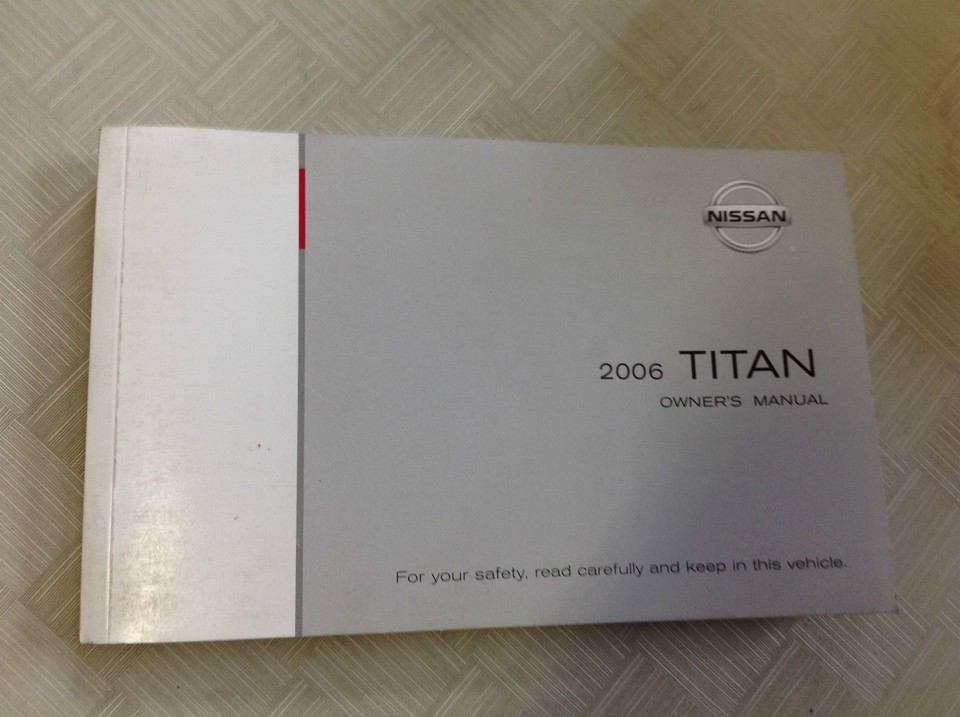 NISSAN
2006 TITAN
OWNER'S MANUAL
For your safety, read carefully and keep in this vehicle.